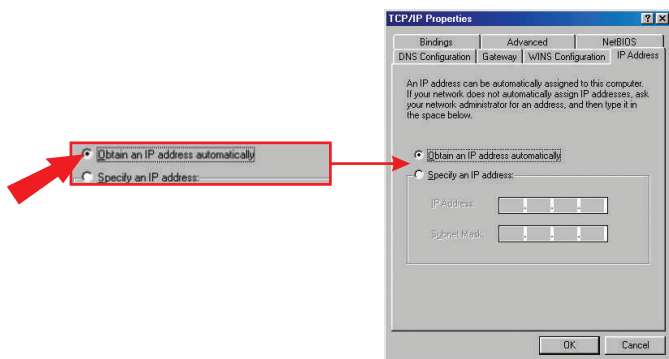 TCP/IP Properties
Bindings
Advanced
NetBIOS
DNS Configuration
Gateway
WINS Configuration
IP Address
An IP address can be automatically assigned to this computer.
If your network does not automatically assign IP addresses, ask
your network administrator for an address, and then type it in
the space below.
Obtain an IP address automatically
Specify an IP address:
IP Address:
Subnet Mask:
OK
Cancel
Obtain an IP address automatically
Specify an IP address: